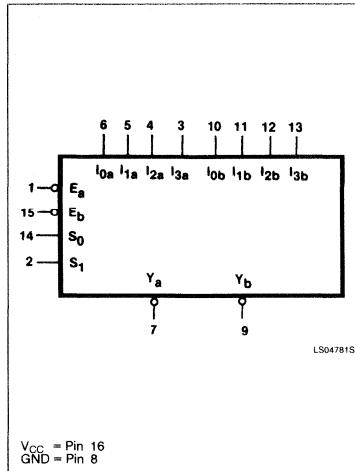 6 5 4 3 10 11 12 13
I0a I1a I2a I3a I0b I1b I2b I3b
1 Ea
15 Eb
14 S0
2 S1
Ya Yb
7 9
LS04781S
VCC = Pin 16
GND = Pin 8